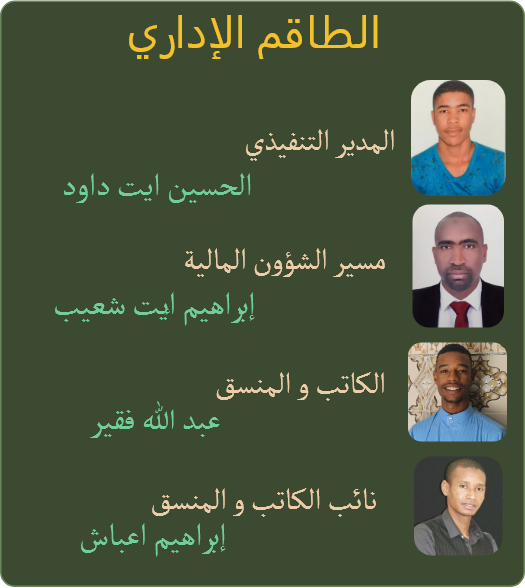 الطاقم الإداري
المدير التنفيذي
الحسين ايت داود
مسير الشؤون المالية
إبراهيم ايت شعيب
الكاتب و المنسق
عبد الله فقير
نائب الكاتب و المنسق
إبراهيم اعباش